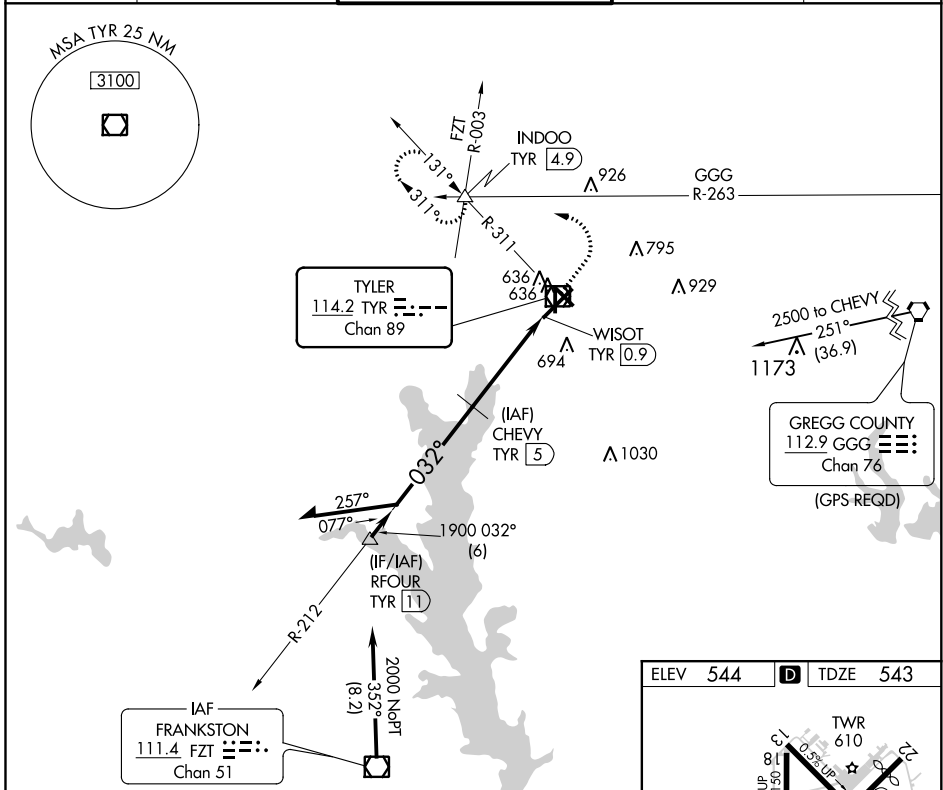 MSA TYR 25 NM
3100
FZT
R-003
INDOO
TYR 4.9
131°
311°
R-311
926
GGG
R-263
795
636
636
929
TYLER
114.2 TYR
Chan 89
WISOT
TYR 0.9
694
2500 to CHEVY
251°
(36.9)
1173
(IAF)
CHEVY
TYR 5
1030
GREGG COUNTY
112.9 GGG
Chan 76
(GPS REQD)
032°
257°
077°
1900 032°
(6)
(IF/IAF)
RFOUR
TYR 11
R-212
2000 NoPT
352°
(8.2)
IAF
FRANKSTON
111.4 FZT
Chan 51
ELEV 544 D TDZE 543
TWR
610
13
22
18
0.5% UP
UP
150